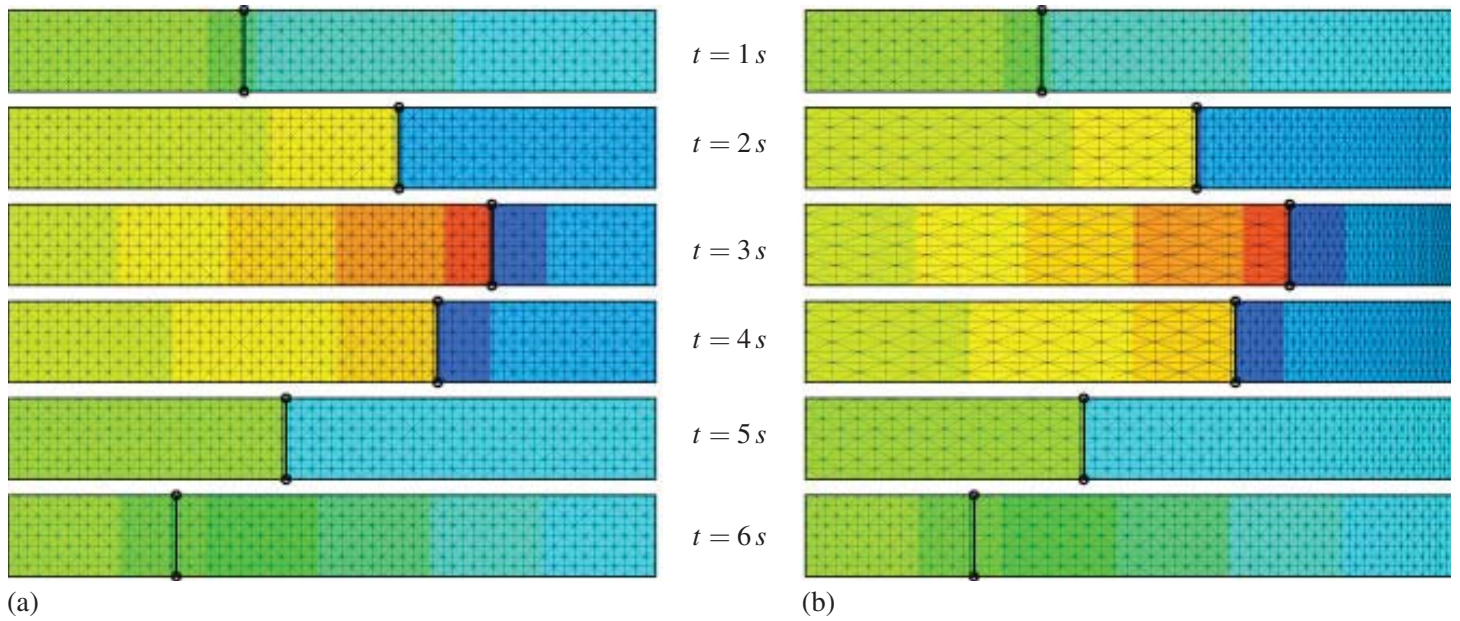 t = 1 s
t = 2 s
t = 3 s
t = 4 s
t = 5 s
t = 6 s
(a)
(b)